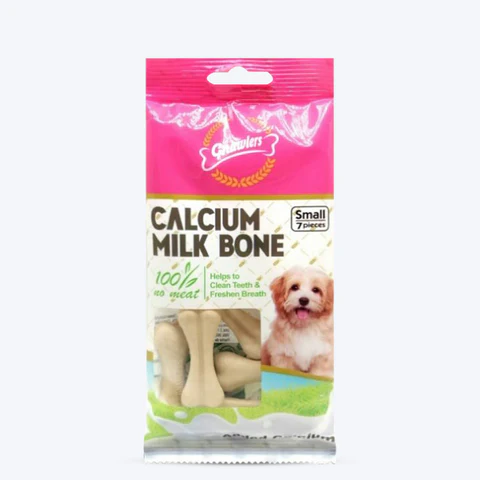 Gnawlers
CALCIUM
MILK BONE
Small
7 pieces
100%
no meat
Helps to
Clean Teeth &
Freshen Breath